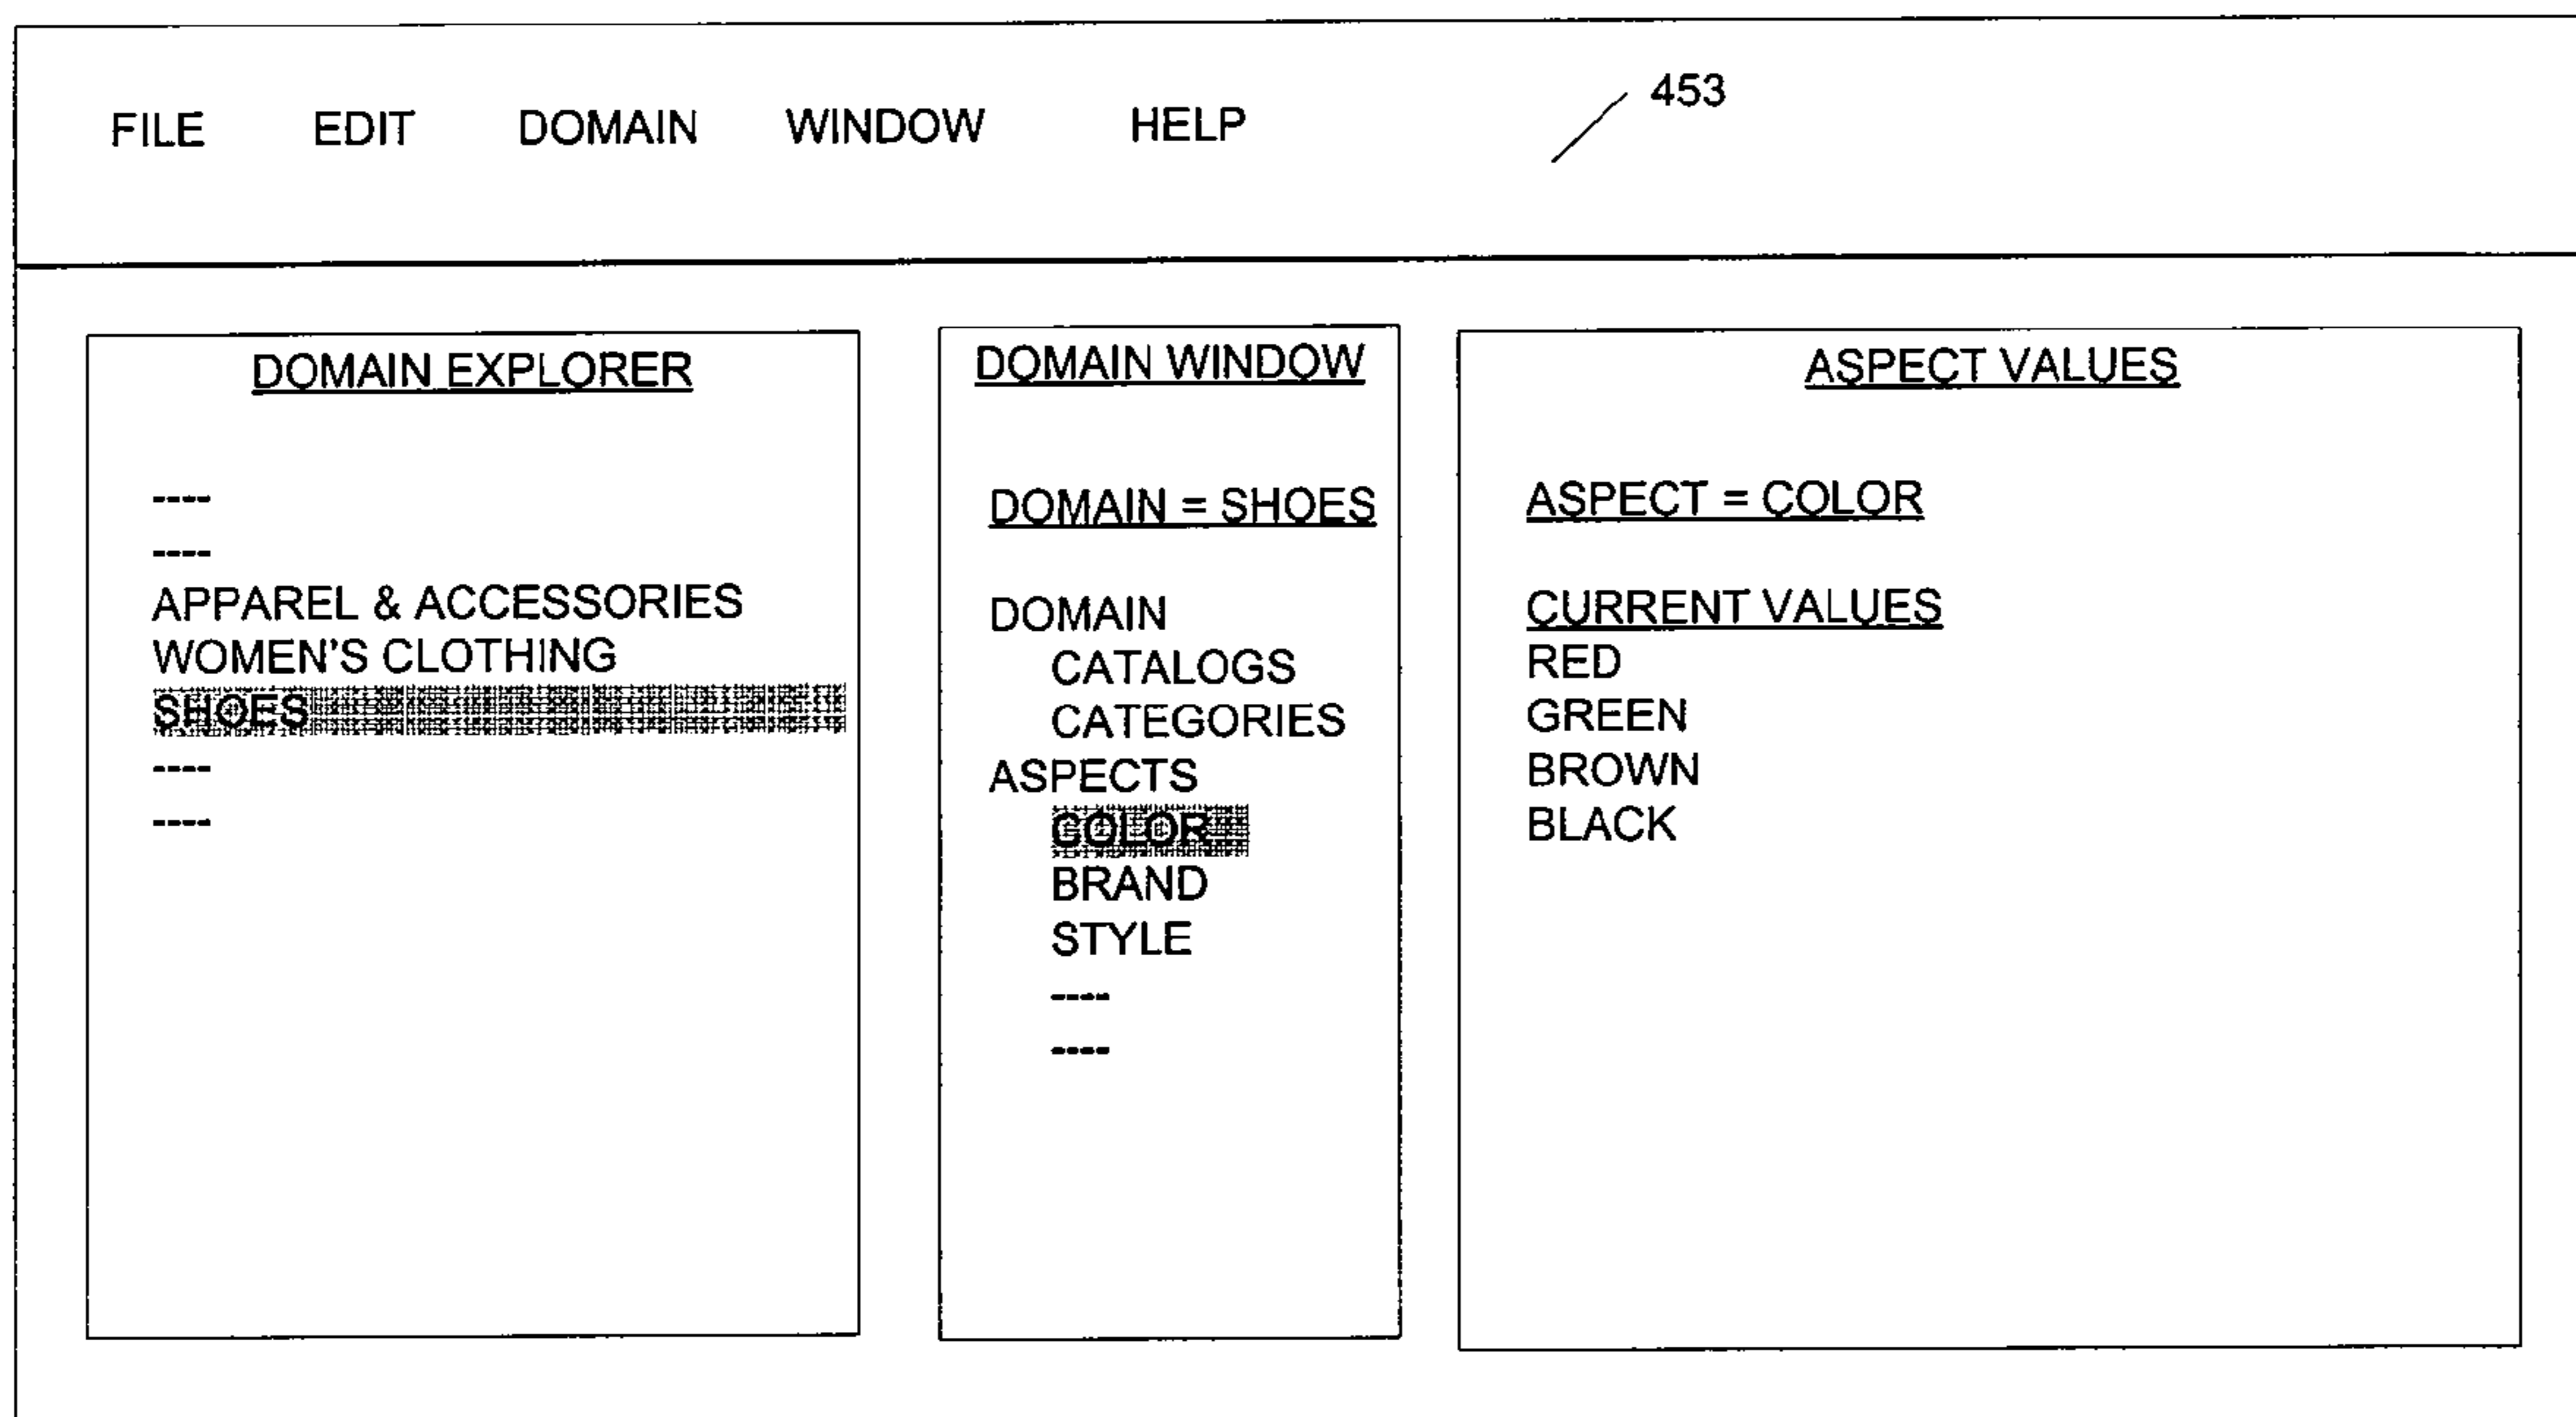 FILE EDIT DOMAIN WINDOW HELP 453
DOMAIN EXPLORER
----
----
APPAREL & ACCESSORIES
WOMEN'S CLOTHING
SHOES
----
----
DOMAIN WINDOW
DOMAIN = SHOES
DOMAIN
CATALOGS
CATEGORIES
ASPECTS
COLOR
BRAND
STYLE
----
----
ASPECT VALUES
ASPECT = COLOR
CURRENT VALUES
RED
GREEN
BROWN
BLACK